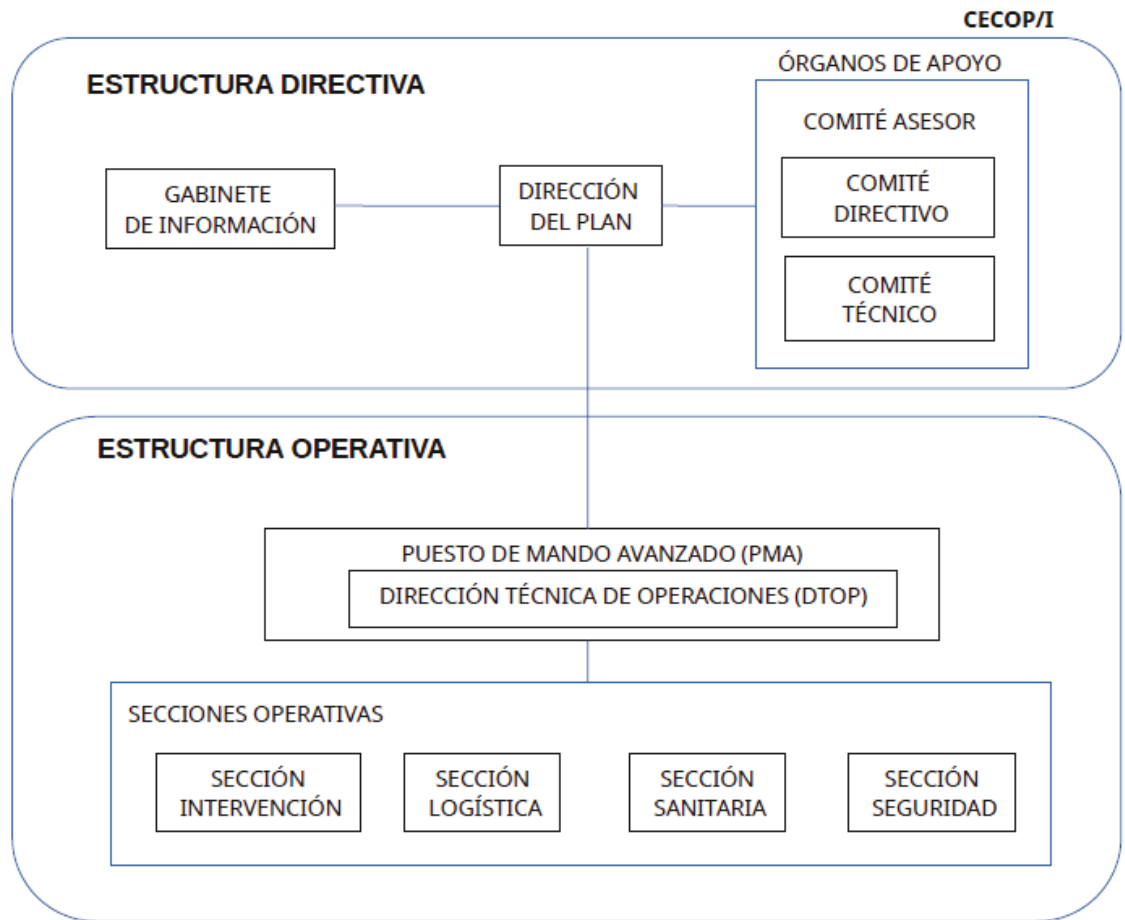 CECOP/I
ESTRUCTURA DIRECTIVA
ÓRGANOS DE APOYO
COMITÉ ASESOR
GABINETE
DE INFORMACIÓN
DIRECCIÓN
DEL PLAN
COMITÉ
DIRECTIVO
COMITÉ
TÉCNICO
ESTRUCTURA OPERATIVA
PUESTO DE MANDO AVANZADO (PMA)
DIRECCIÓN TÉCNICA DE OPERACIONES (DTOP)
SECCIONES OPERATIVAS
SECCIÓN
INTERVENCIÓN
SECCIÓN
LOGÍSTICA
SECCIÓN
SANITARIA
SECCIÓN
SEGURIDAD